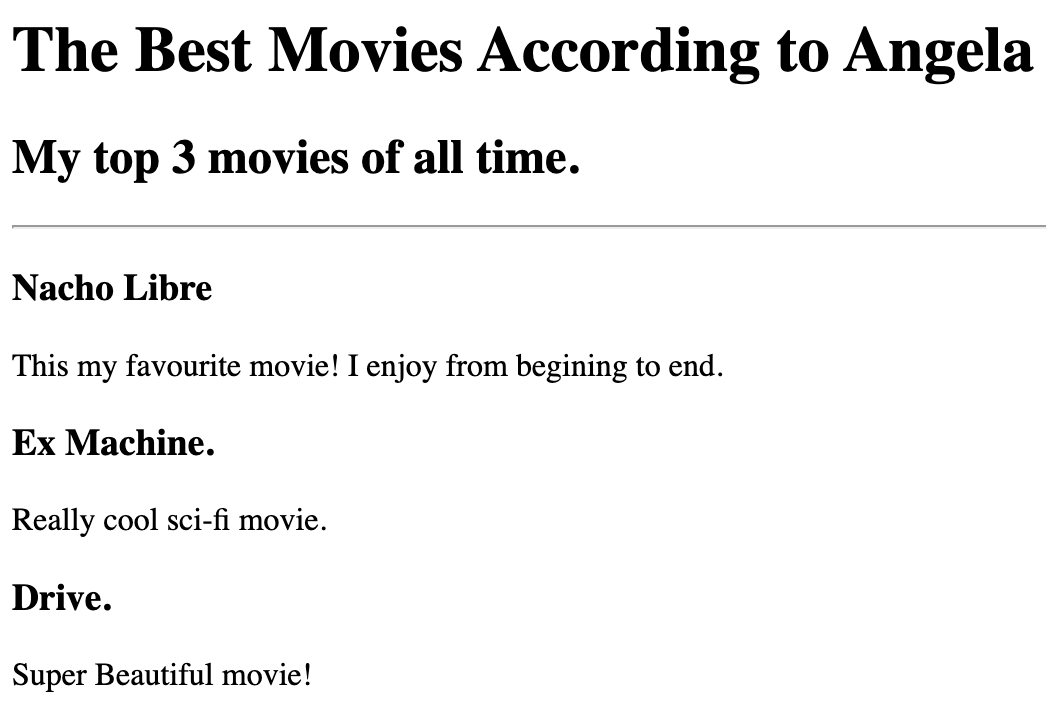 The Best Movies According to Angela
My top 3 movies of all time.
Nacho Libre
This my favourite movie! I enjoy from begining to end.
Ex Machine.
Really cool sci-fi movie.
Drive.
Super Beautiful movie!